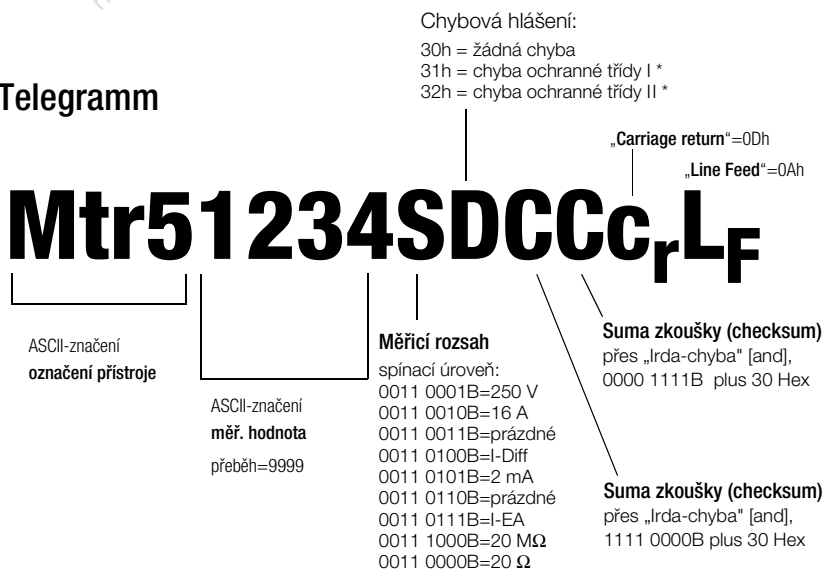 Chybová hlášení:
30h = žádná chyba
31h = chyba ochranné třídy I *
32h = chyba ochranné třídy II *
Telegramm
„Carriage return“=0Dh
„Line Feed“=0Ah
Mtr51234SDCCcrLF
ASCII-značení
označení přístroje
ASCII-značení
měř. hodnota
přeběh=9999
Měřicí rozsah
spínací úroveň:
0011 0001B=250 V
0011 0010B=16 A
0011 0011B=prázdné
0011 0100B=I-Diff
0011 0101B=2 mA
0011 0110B=prázdné
0011 0111B=I-EA
0011 1000B=20 MΩ
0011 0000B=20 Ω
Suma zkoušky (checksum)
přes „Irda-chyba" [and],
0000 1111B plus 30 Hex
Suma zkoušky (checksum)
přes „Irda-chyba" [and],
1111 0000B plus 30 Hex